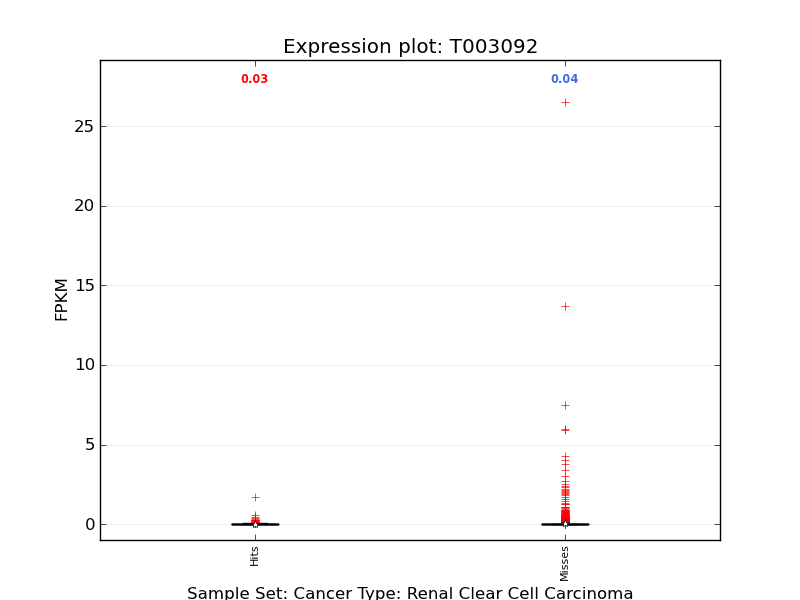 Expression plot: T003092
0.03
0.04
25
20
15
10
5
0
FPKM
Hits
Misses
Sample Set: Cancer Type: Renal Clear Cell Carcinoma